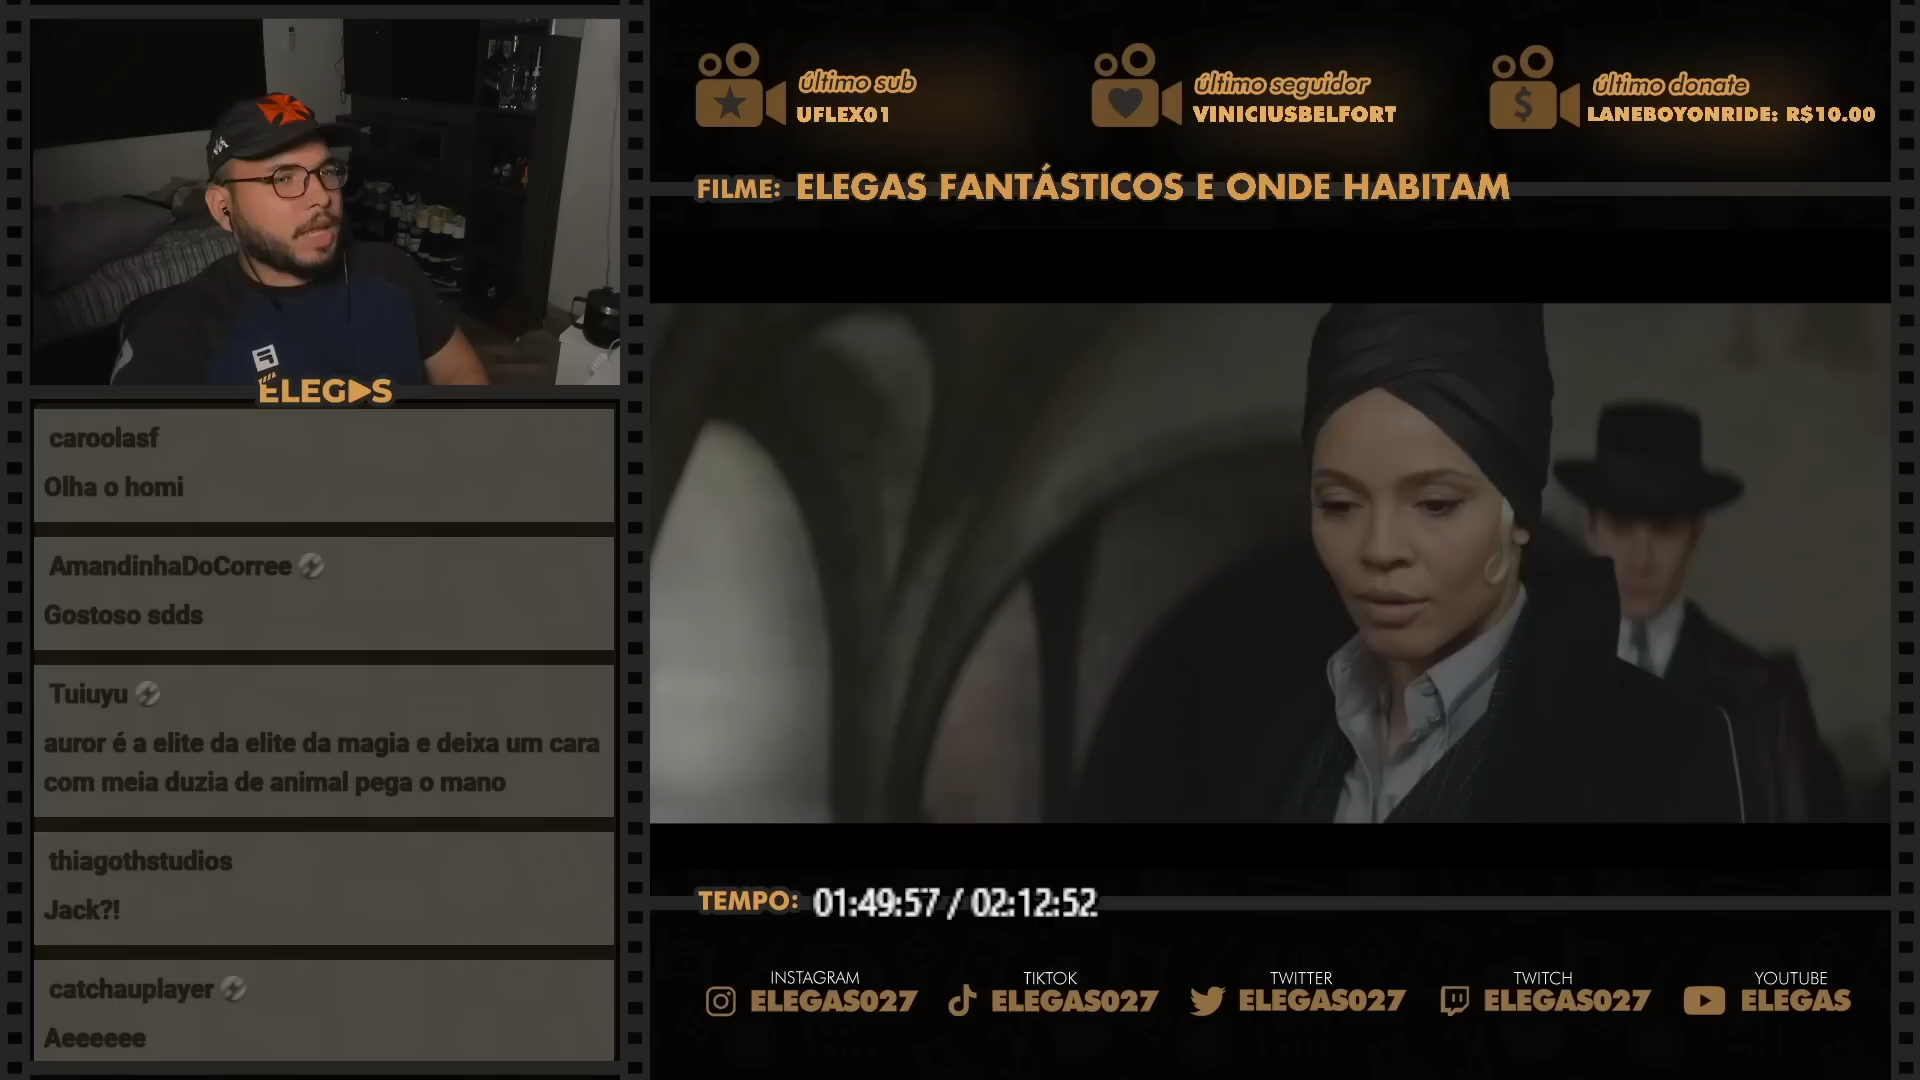 último sub
UFLEX01
último seguidor
VINICIUSBELFORT
último donate
LANEBOYONRIDE: R$10.00
FILME: ELEGAS FANTÁSTICOS E ONDE HABITAM
ELEGAS
caroolasf
Olha o homi
AmandinhaDoCorree
Gostoso sdds
Tuiuyu
auror é a elite da elite da magia e deixa um cara
com meia duzia de animal pega o mano
thiagothstudios
Jack?!
catchauplayer
Aeeeeee
TEMPO: 01:49:57 / 02:12:52
INSTAGRAM
ELEGAS027
TIKTOK
ELEGAS027
TWITTER
ELEGAS027
TWITCH
ELEGAS027
YOUTUBE
ELEGAS